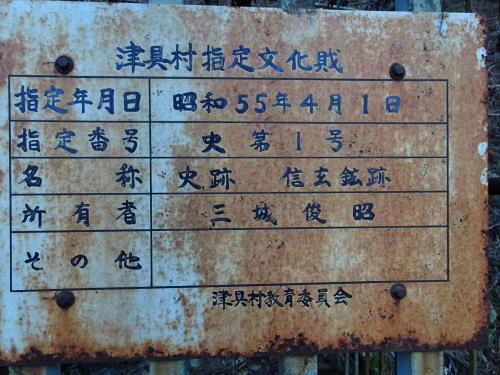 津具村指定文化財
指定年月日 昭和55年4月1日
指定番号 史第1号
名称 史跡 信玄鉱跡
所有者 三城俊昭
その他
津具村教育委員会